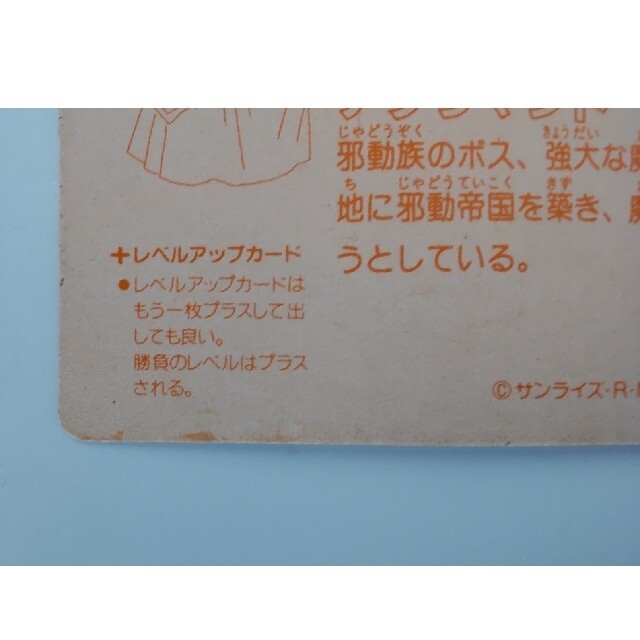 じゃどうぞく きょうだい
邪動族のボス、強大な
ち じゃどうていこく きず
地に邪動帝国を築き、
うとしている。
+レベルアップカード
●レベルアップカードは
もう一枚プラスして出
しても良い。
勝負のレベルはプラス
される。
©サンライズ・R・